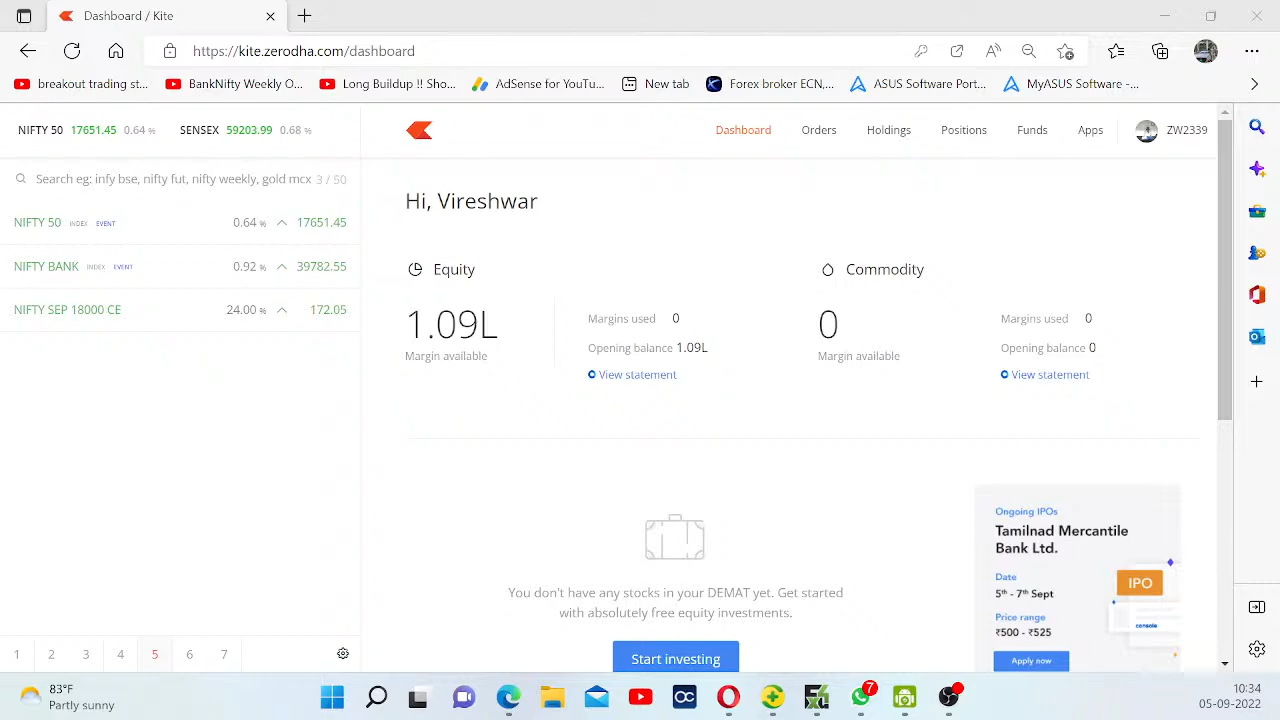 Dashboard / Kite
https://kite.zerodha.com/dashboard
breakout trading st...
BankNifty Weekly O...
Long Buildup !! Sho...
AdSense for YouTu...
New tab
Forex broker ECN,...
ASUS Software Port...
MyASUS Software -...
NIFTY 50 17651.45 0.64 % SENSEX 59203.99 0.68 %
Dashboard Orders Holdings Positions Funds Apps ZW2339
Search eg: infy bse, nifty fut, nifty weekly, gold mcx 3 / 50
NIFTY 50 INDEX EVENT 0.64 % 17651.45
NIFTY BANK INDEX EVENT 0.92 % 39782.55
NIFTY SEP 18000 CE 24.00 % 172.05
1 2 3 4 5 6 7
Hi, Vireshwar
Equity
1.09L
Margin available
Margins used 0
Opening balance 1.09L
View statement
Commodity
0
Margin available
Margins used 0
Opening balance 0
View statement
You don't have any stocks in your DEMAT yet. Get started
with absolutely free equity investments.
Start investing
Ongoing IPOs
Tamilnad Mercantile
Bank Ltd.
Date
5th - 7th Sept
Price range
₹500 - ₹525
Apply now
IPO
console
83°F
Partly sunny
OC
7
10:34
05-09-2022